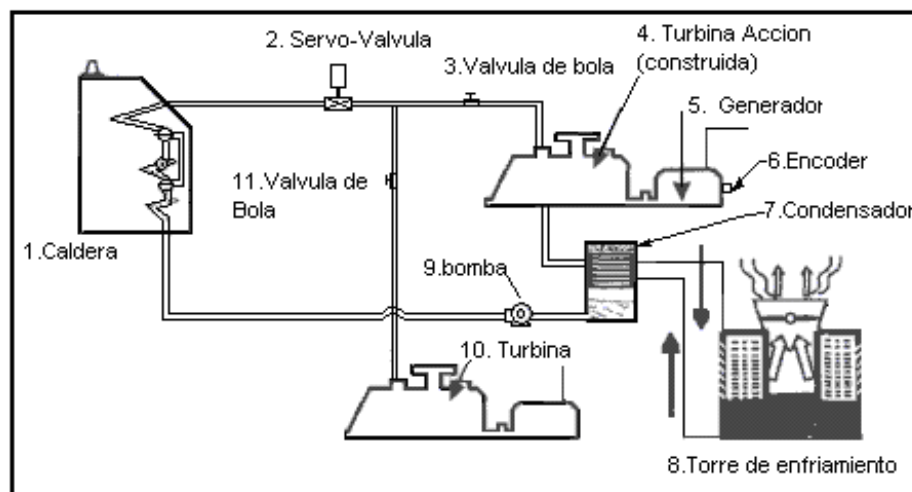 2. Servo-Valvula
3.Valvula de bola
4. Turbina Accion
(construida)
5. Generador
6.Encoder
11.Valvula de
Bola
7.Condensador
1.Caldera
9.bomba
10. Turbina
8.Torre de enfriamiento